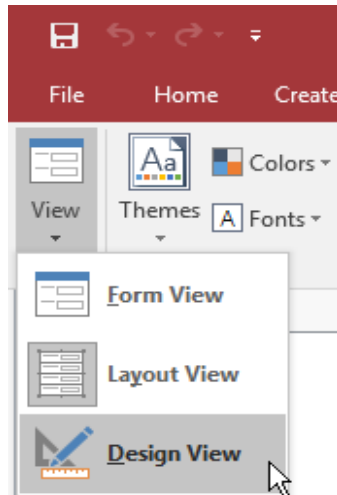 File Home Create
View Themes Colors
Fonts
Form View
Layout View
Design View